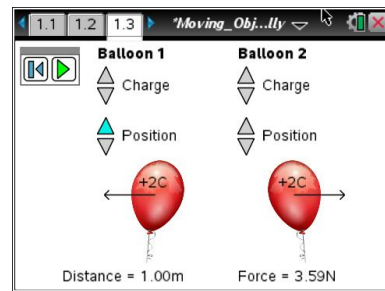 1.1 1.2 1.3 *Moving_Obj...lly
Balloon 1 Balloon 2
Charge Charge
Position Position
+2C +2C
Distance = 1.00m Force = 3.59N